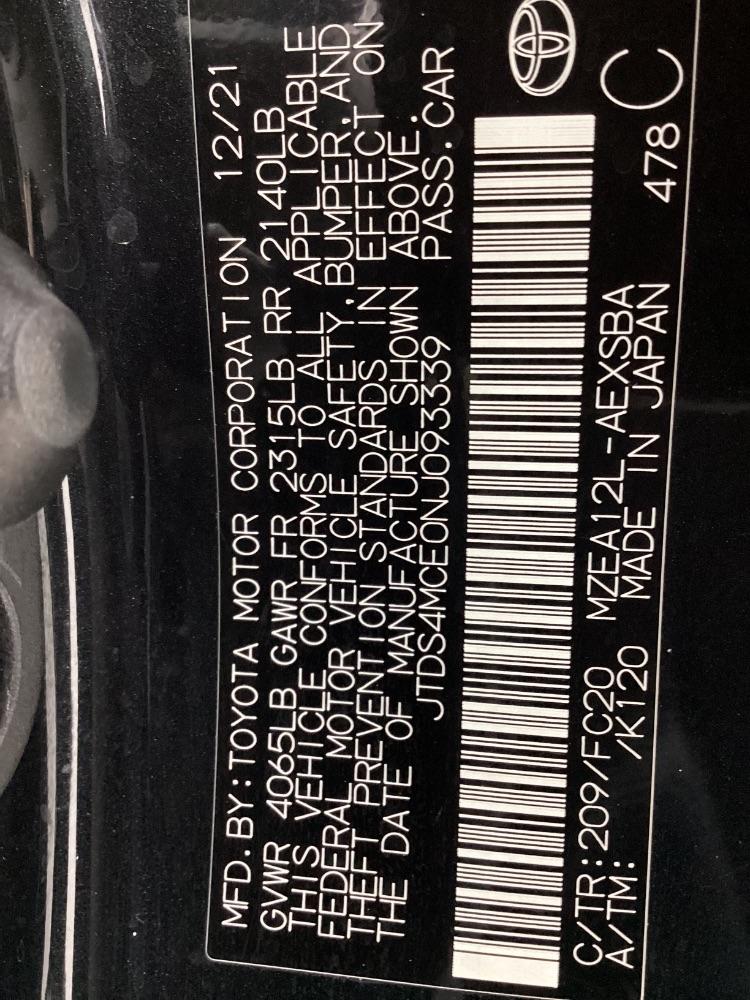 MFD.BY:TOYOTA MOTOR CORPORATION 12/21
GVWR 4065LB GAWR FR 2315LB RR 2140LB
THIS VEHICLE CONFORMS TO ALL APPLICABLE
FEDERAL MOTOR VEHICLE SAFETY,BUMPER,AND
THEFT PREVENTION STANDARDS IN EFFECT ON
THE DATE OF MANUFACTURE SHOWN ABOVE.
JTDS4MCE0NJ093339 PASS.CAR
C/TR:209/FC20 MZEA12L-AEXSBA
A/TM: /K120 MADE IN JAPAN 478 C